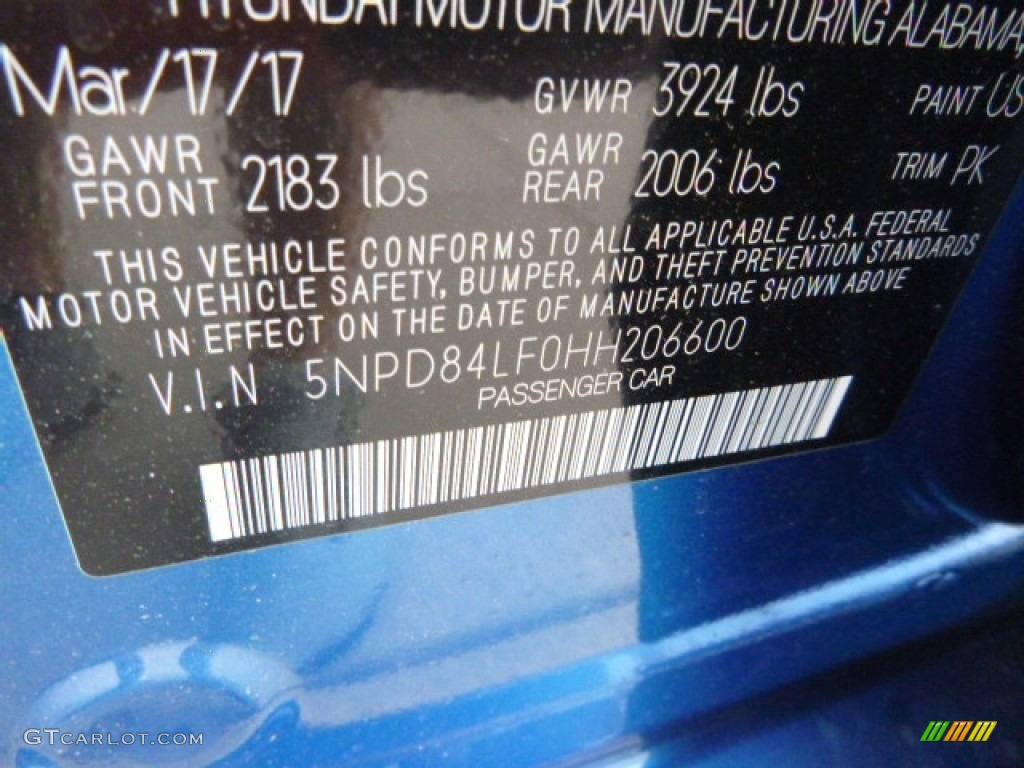 HYUNDAI MOTOR MANUFACTURING ALABAMA,
Mar/17/17 GVWR 3924 lbs PAINT US
GAWR FRONT 2183 lbs GAWR REAR 2006 lbs TRIM PK
THIS VEHICLE CONFORMS TO ALL APPLICABLE U.S.A. FEDERAL
MOTOR VEHICLE SAFETY, BUMPER, AND THEFT PREVENTION STANDARDS
IN EFFECT ON THE DATE OF MANUFACTURE SHOWN ABOVE
V.I.N 5NPD84LF0HH206600
PASSENGER CAR
GTCARLOT.COM